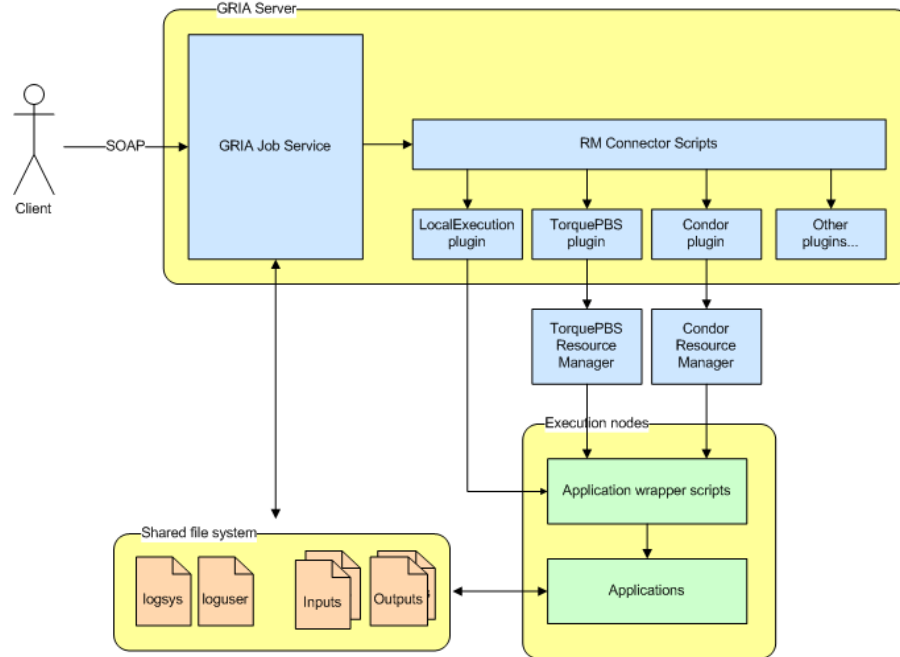 GRIA Server
GRIA Job Service
SOAP
Client
RM Connector Scripts
LocalExecution
plugin
TorquePBS
plugin
Condor
plugin
Other
plugins...
TorquePBS
Resource
Manager
Condor
Resource
Manager
Execution nodes
Application wrapper scripts
Applications
Shared file system
logsys
loguser
Inputs
Outputs